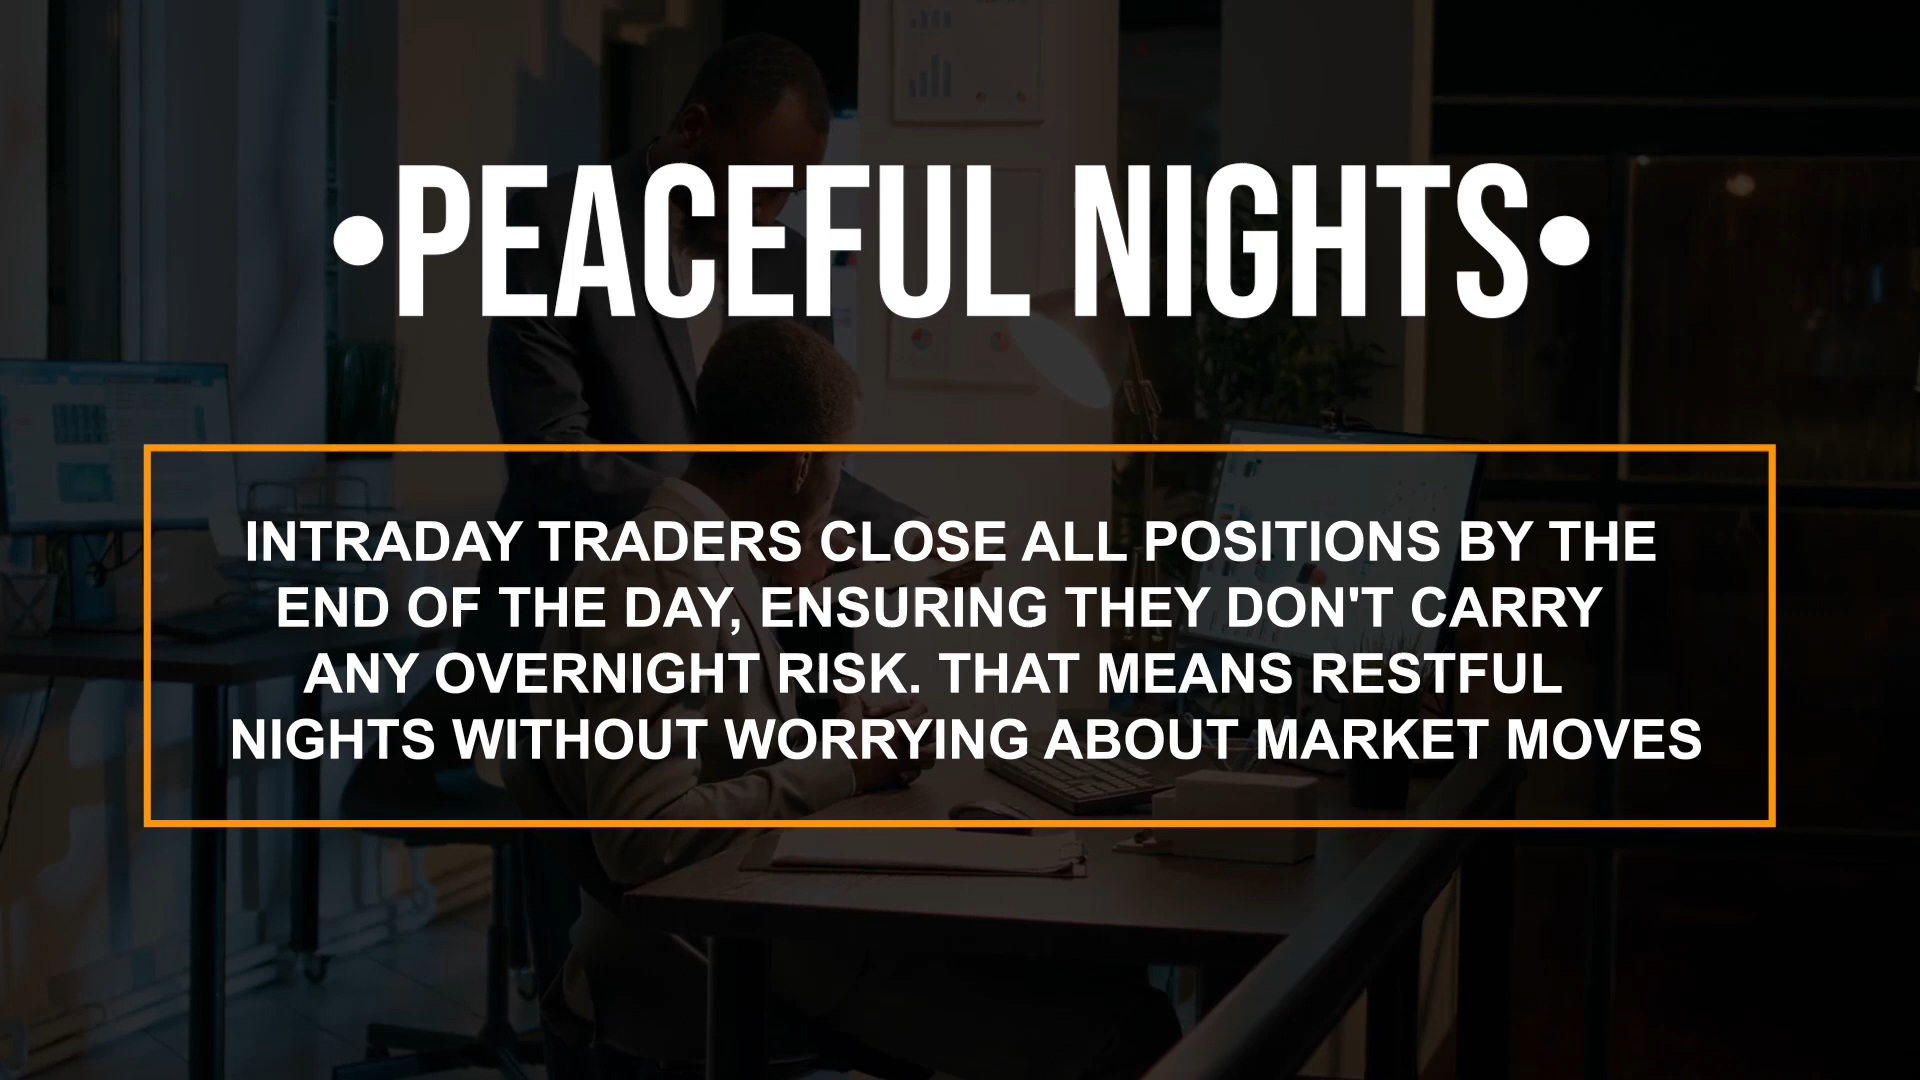 •PEACEFUL NIGHTS•
INTRADAY TRADERS CLOSE ALL POSITIONS BY THE
END OF THE DAY, ENSURING THEY DON'T CARRY
ANY OVERNIGHT RISK. THAT MEANS RESTFUL
NIGHTS WITHOUT WORRYING ABOUT MARKET MOVES